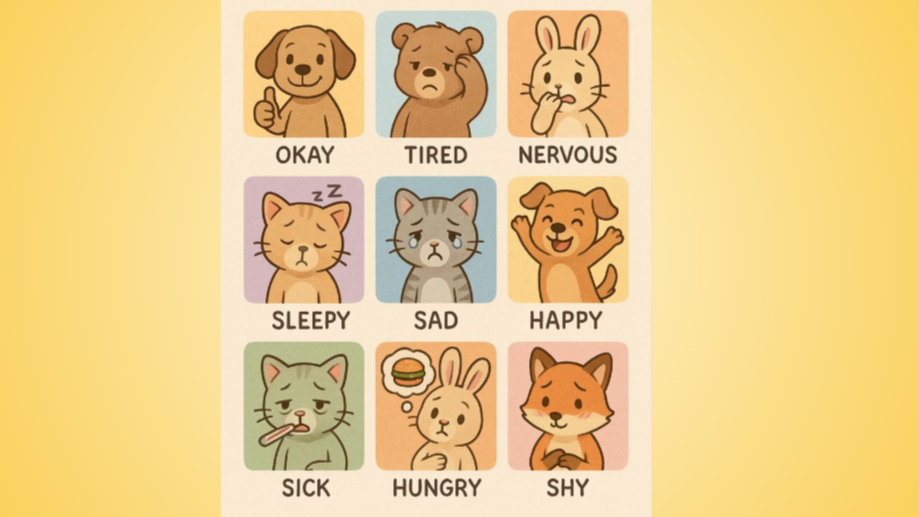 OKAY TIRED NERVOUS
z Z
SLEEPY SAD HAPPY
SICK HUNGRY SHY